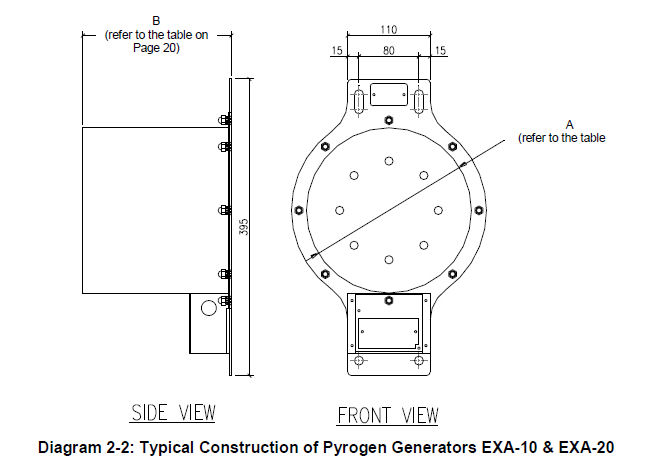 B
(refer to the table on
Page 20)
110
15
80
15
A
(refer to the table
395
SIDE VIEW
FRONT VIEW
Diagram 2-2: Typical Construction of Pyrogen Generators EXA-10 & EXA-20